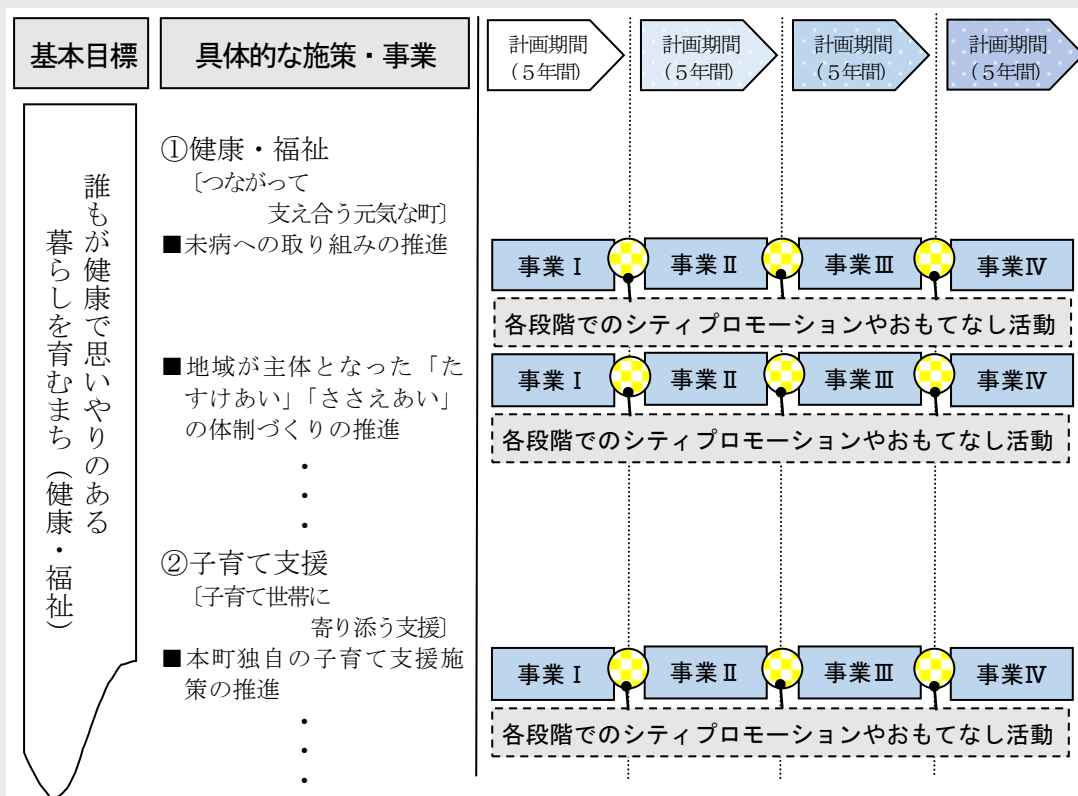 基本目標
具体的な施策・事業
計画期間
(5年間)
計画期間
(5年間)
計画期間
(5年間)
計画期間
(5年間)
誰もが健康で思いやりのある
暮らしを育むまち（健康・福祉）
①健康・福祉
〔つながって
支え合う元気な町〕
■未病への取り組みの推進
事業Ⅰ
事業Ⅱ
事業Ⅲ
事業Ⅳ
各段階でのシティプロモーションやおもてなし活動
■地域が主体となった「た
すけあい」「ささえあい」
の体制づくりの推進
・
・
・
事業Ⅰ
事業Ⅱ
事業Ⅲ
事業Ⅳ
各段階でのシティプロモーションやおもてなし活動
②子育て支援
〔子育て世帯に
寄り添う支援〕
■本町独自の子育て支援施
策の推進
・
・
・
事業Ⅰ
事業Ⅱ
事業Ⅲ
事業Ⅳ
各段階でのシティプロモーションやおもてなし活動